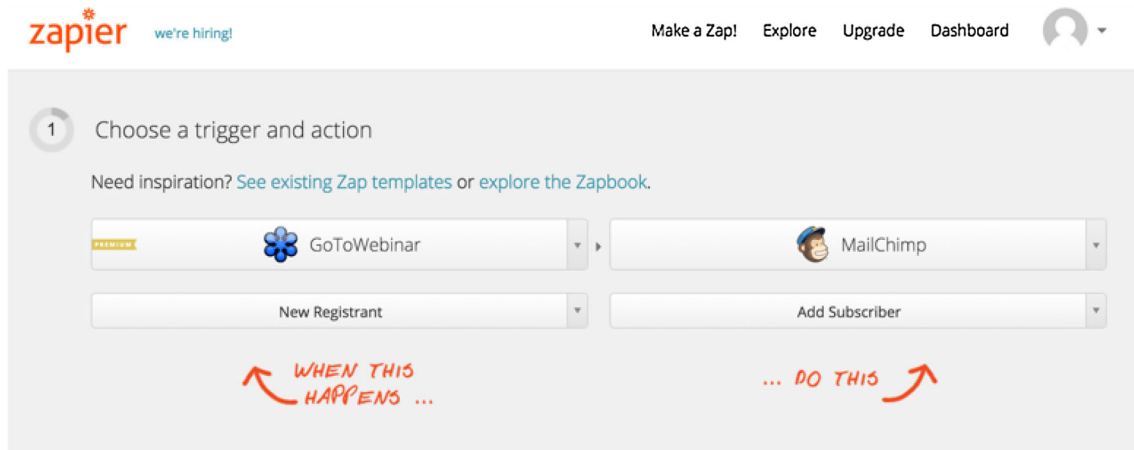 zapier we're hiring! Make a Zap! Explore Upgrade Dashboard
1 Choose a trigger and action
Need inspiration? See existing Zap templates or explore the Zapbook.
PREMIUM GoToWebinar MailChimp
New Registrant Add Subscriber
WHEN THIS
HAPPENS ...
... DO THIS